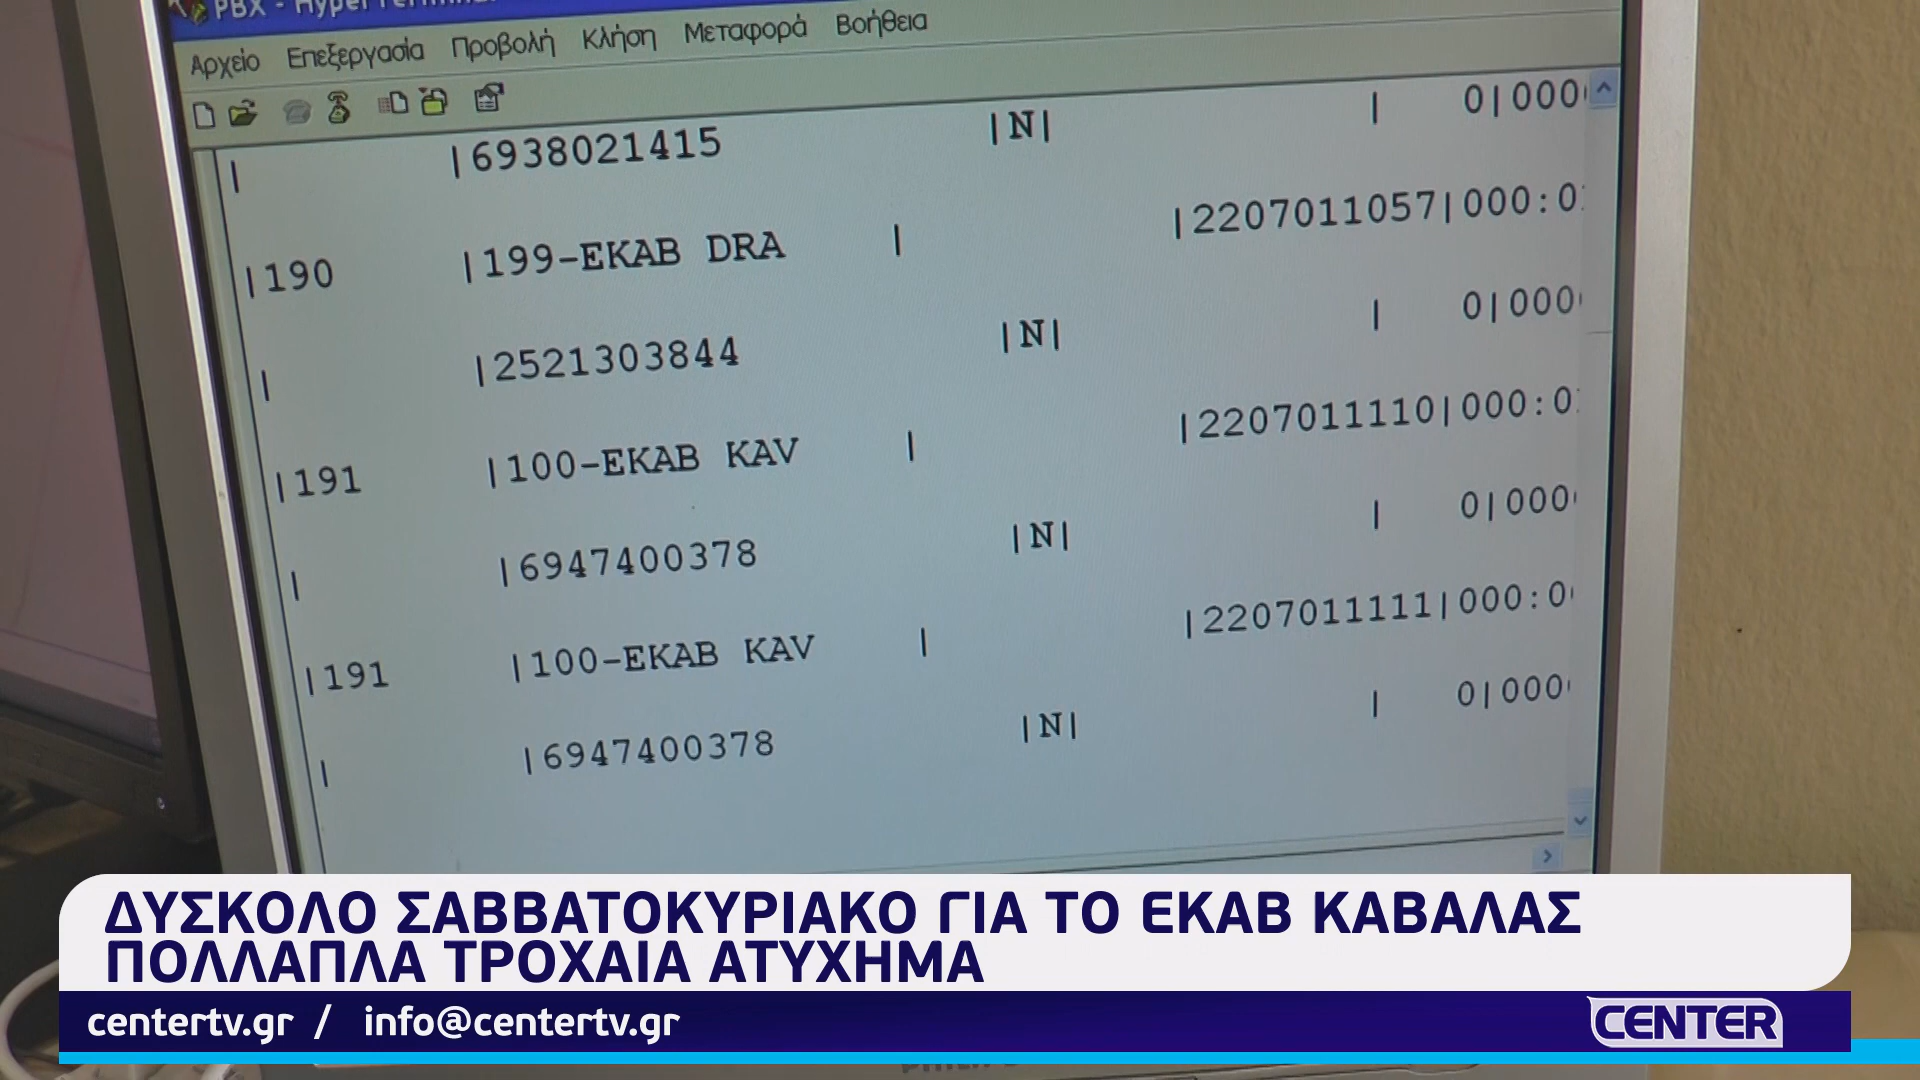 PBX - HyperTerminal
Αρχείο Επεξεργασία Προβολή Κλήση Μεταφορά Βοήθεια
| |6938021415 |N| | 0|000
|190 |199-EKAB DRA | |2207011057|000:0
| |2521303844 |N| | 0|000
|191 |100-EKAB KAV | |2207011110|000:0
| |6947400378 |N| | 0|000
|191 |100-EKAB KAV | |2207011111|000:0
| |6947400378 |N| | 0|000
ΔΥΣΚΟΛΟ ΣΑΒΒΑΤΟΚΥΡΙΑΚΟ ΓΙΑ ΤΟ ΕΚΑΒ ΚΑΒΑΛΑΣ
ΠΟΛΛΑΠΛΑ ΤΡΟΧΑΙΑ ΑΤΥΧΗΜΑ
centertv.gr / info@centertv.gr
CENTER